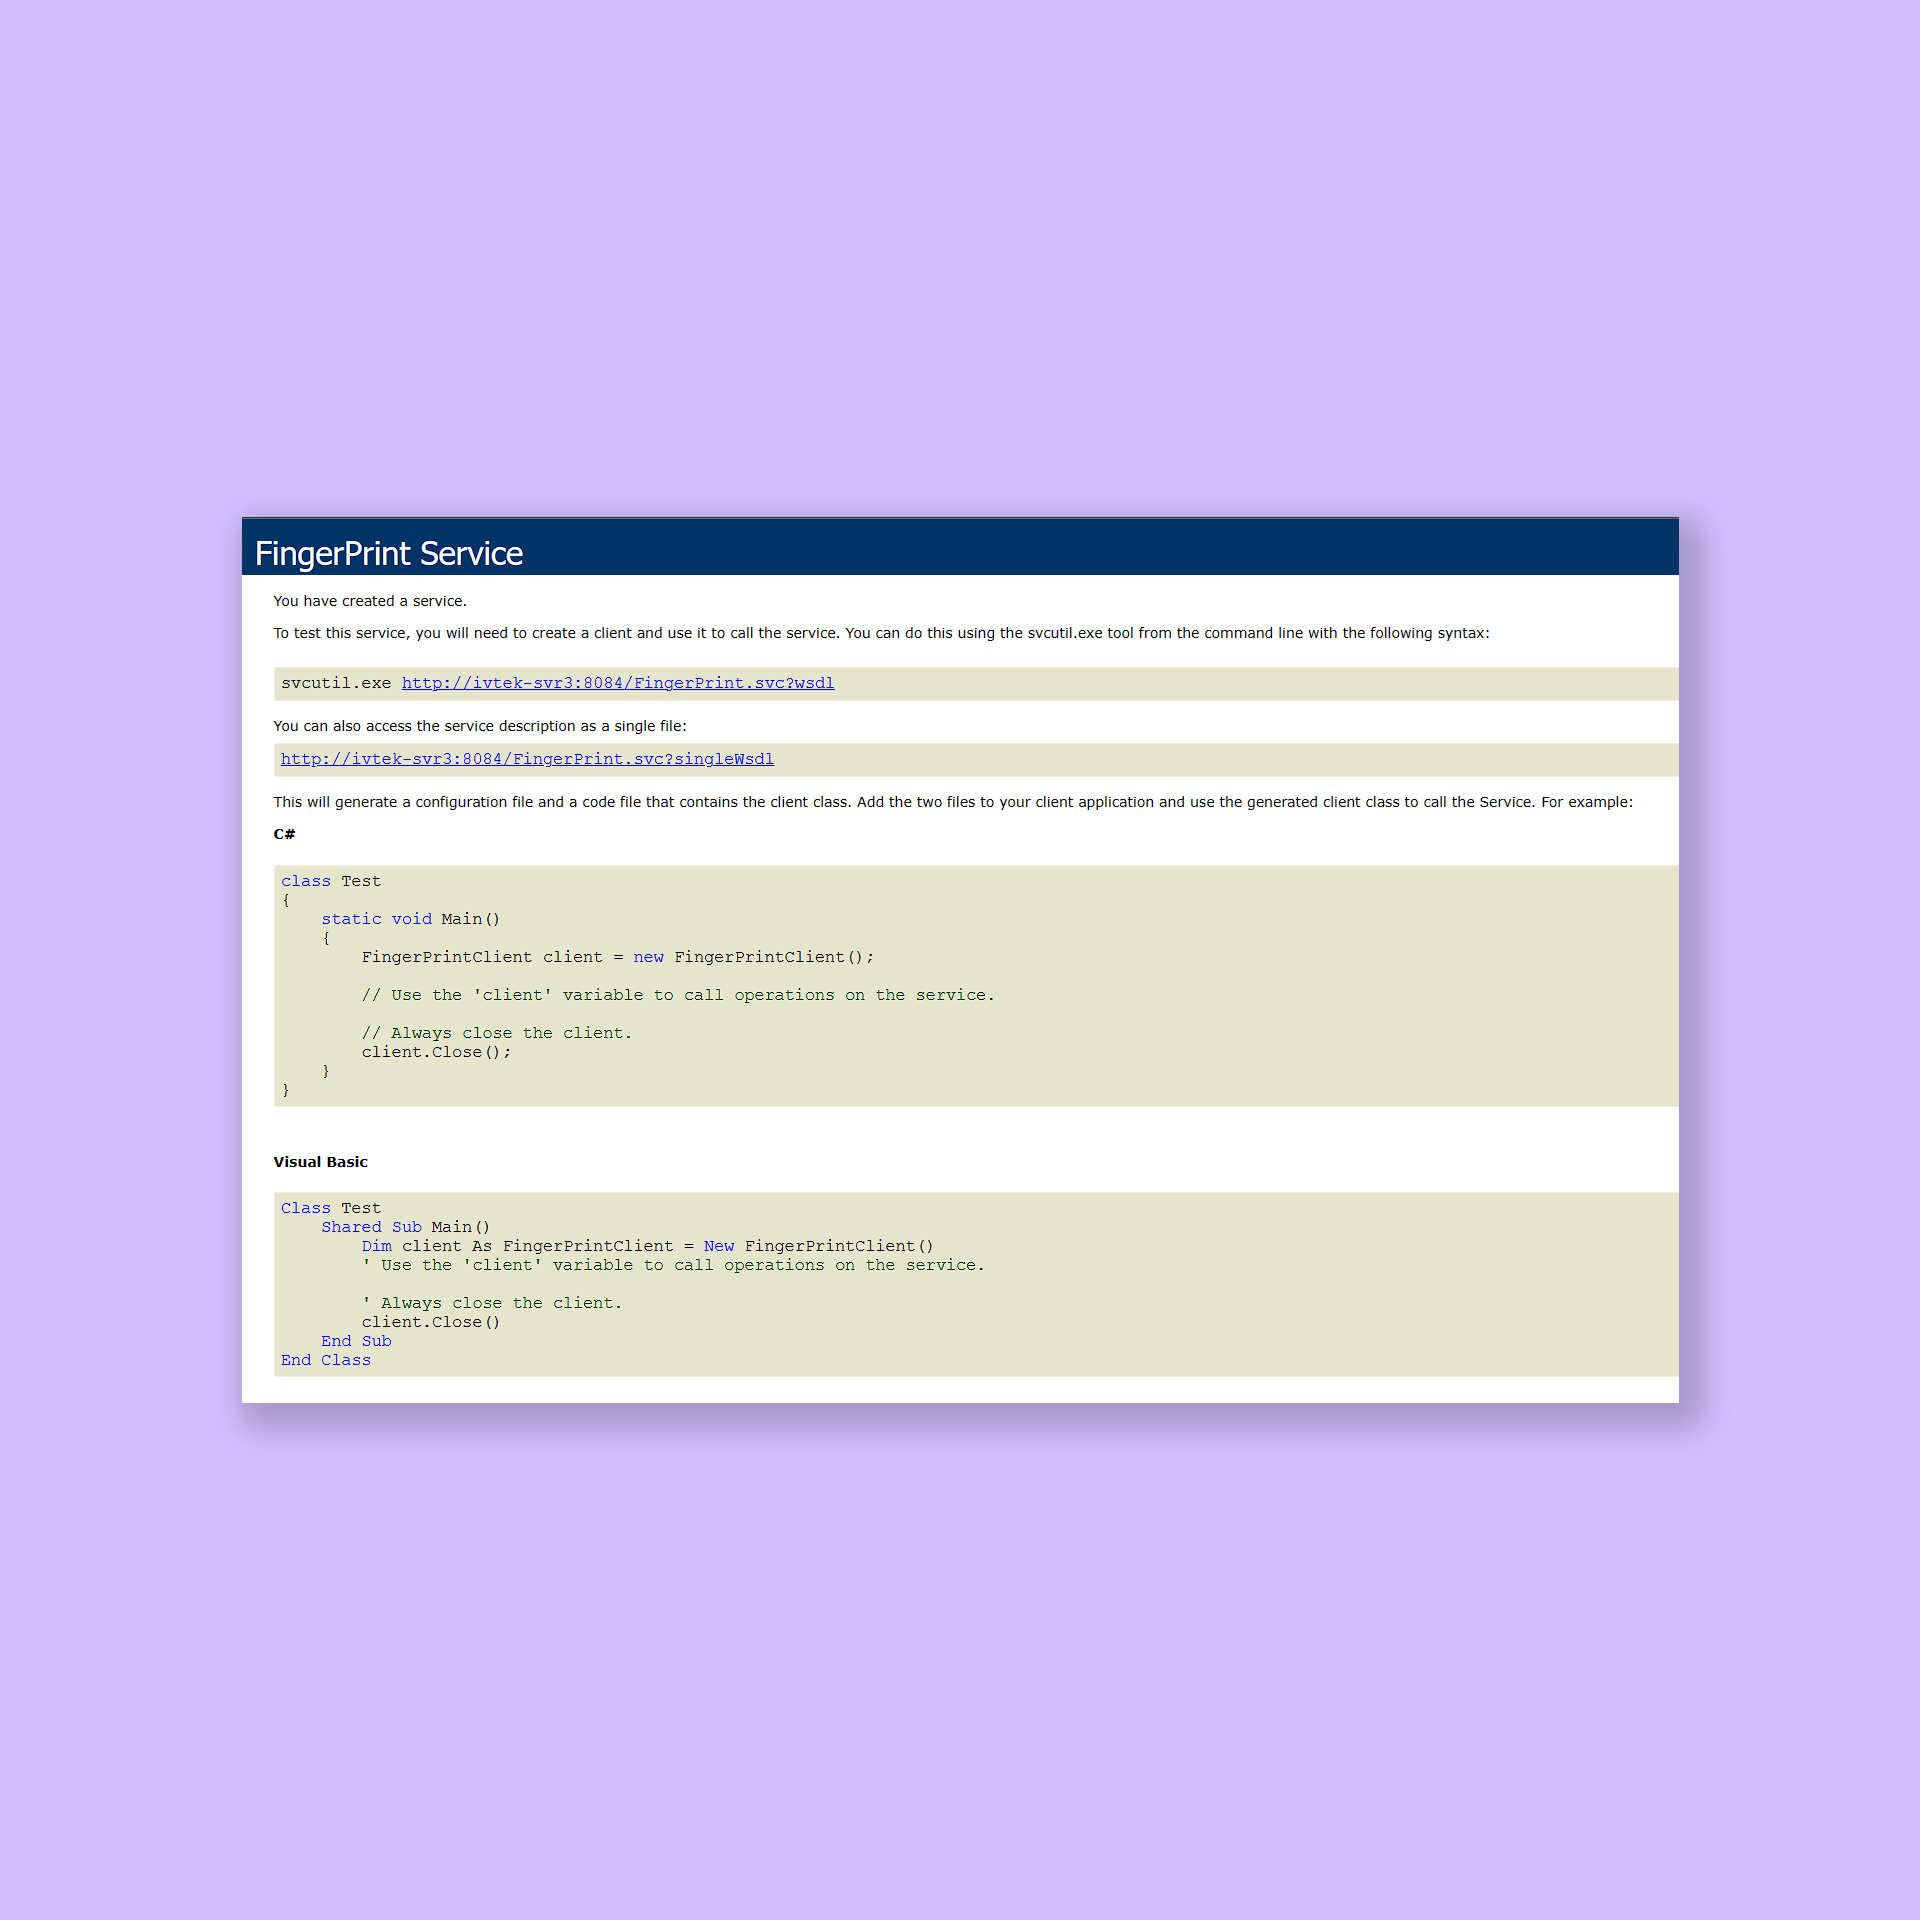 FingerPrint Service
You have created a service.
To test this service, you will need to create a client and use it to call the service. You can do this using the svcutil.exe tool from the command line with the following syntax:
svcutil.exe http://ivtek-svr3:8084/FingerPrint.svc?wsdl
You can also access the service description as a single file:
http://ivtek-svr3:8084/FingerPrint.svc?singleWsdl
This will generate a configuration file and a code file that contains the client class. Add the two files to your client application and use the generated client class to call the Service. For example:
C#
class Test
{
    static void Main()
    {
        FingerPrintClient client = new FingerPrintClient();
        // Use the 'client' variable to call operations on the service.
        // Always close the client.
        client.Close();
    }
}
Visual Basic
Class Test
    Shared Sub Main()
        Dim client As FingerPrintClient = New FingerPrintClient()
        ' Use the 'client' variable to call operations on the service.
        ' Always close the client.
        client.Close()
    End Sub
End Class